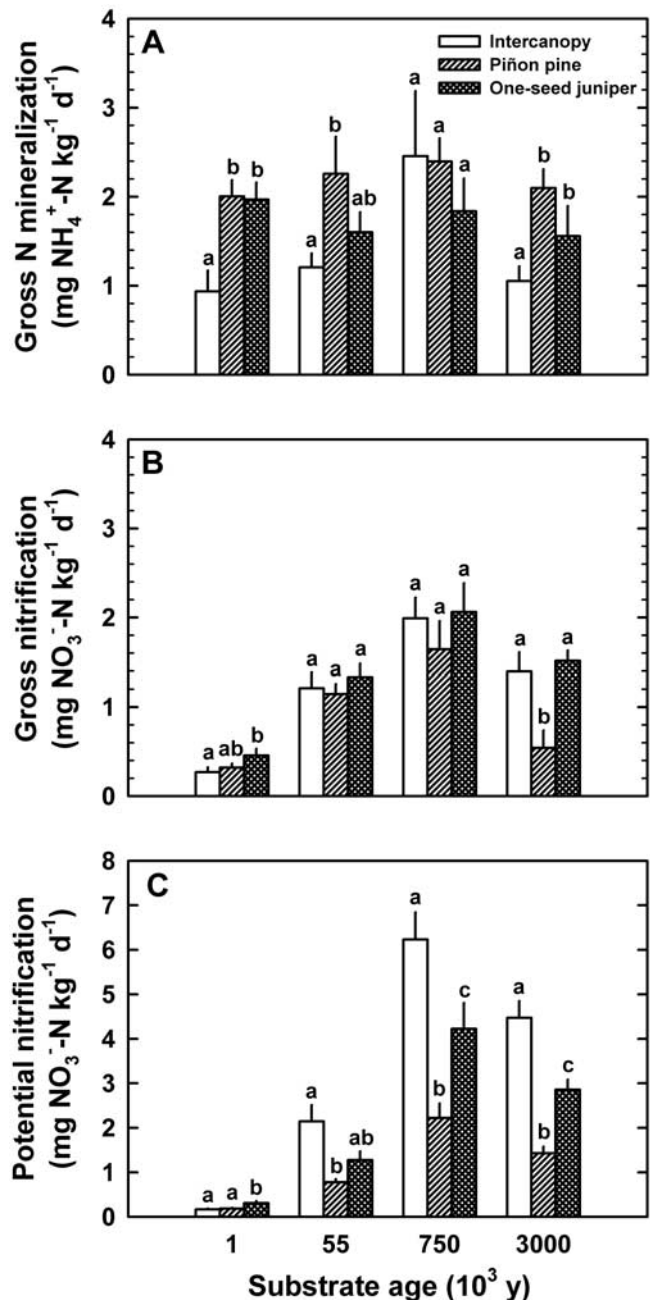 A
Intercanopy
Piñon pine
One-seed juniper
Gross N mineralization
(mg NH₄⁺-N kg⁻¹ d⁻¹)
4
3
2
1
0
a b b
a b ab
a a a
a b b
B
Gross nitrification
(mg NO₃⁻-N kg⁻¹ d⁻¹)
4
3
2
1
0
a ab b
a a a
a a a
a b a
C
Potential nitrification
(mg NO₃⁻-N kg⁻¹ d⁻¹)
8
7
6
5
4
3
2
1
0
a a b
a b ab
a b c
a b c
1 55 750 3000
Substrate age (10³ y)